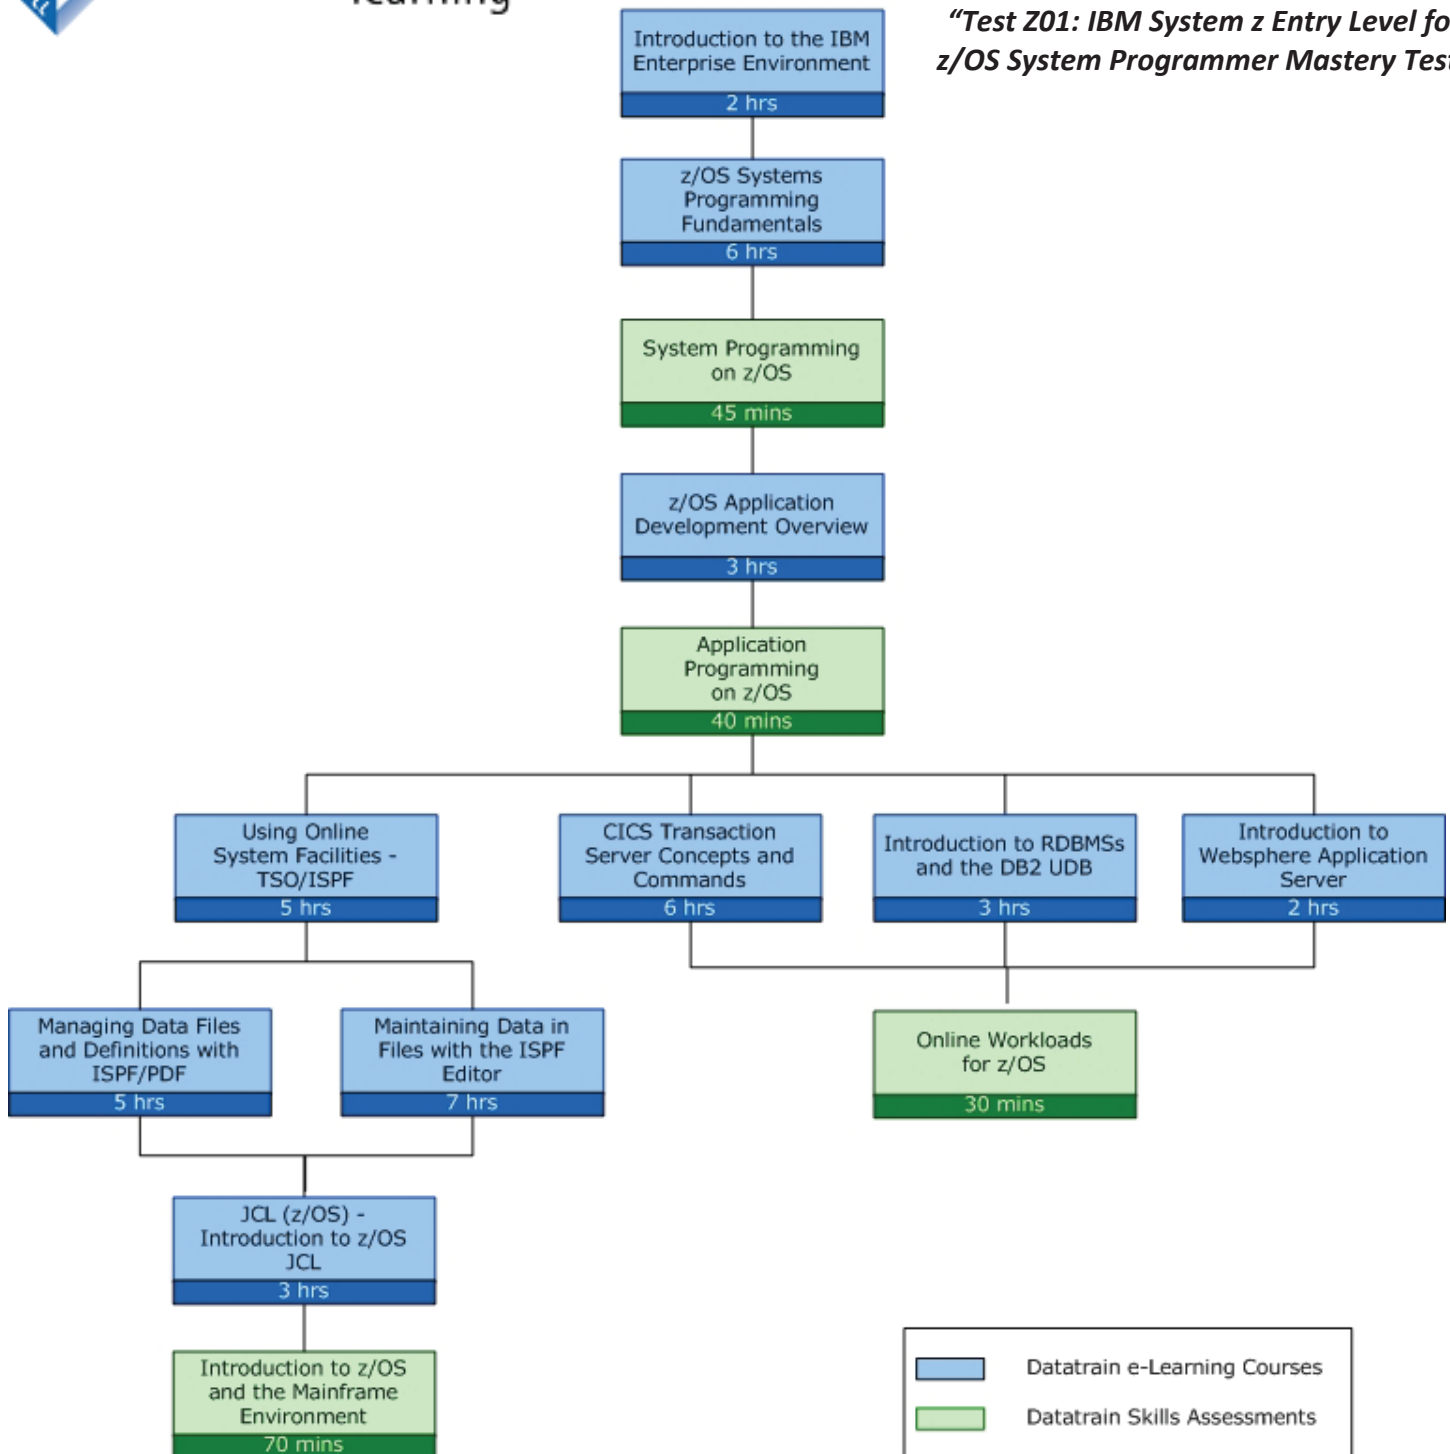 learning
“Test Z01: IBM System z Entry Level fo
z/OS System Programmer Mastery Test
Introduction to the IBM
Enterprise Environment
2 hrs
z/OS Systems
Programming
Fundamentals
6 hrs
System Programming
on z/OS
45 mins
z/OS Application
Development Overview
3 hrs
Application
Programming
on z/OS
40 mins
Using Online
System Facilities -
TSO/ISPF
5 hrs
CICS Transaction
Server Concepts and
Commands
6 hrs
Introduction to RDBMSs
and the DB2 UDB
3 hrs
Introduction to
Websphere Application
Server
2 hrs
Managing Data Files
and Definitions with
ISPF/PDF
5 hrs
Maintaining Data in
Files with the ISPF
Editor
7 hrs
Online Workloads
for z/OS
30 mins
JCL (z/OS) -
Introduction to z/OS
JCL
3 hrs
Introduction to z/OS
and the Mainframe
Environment
70 mins
Datatrain e-Learning Courses
Datatrain Skills Assessments